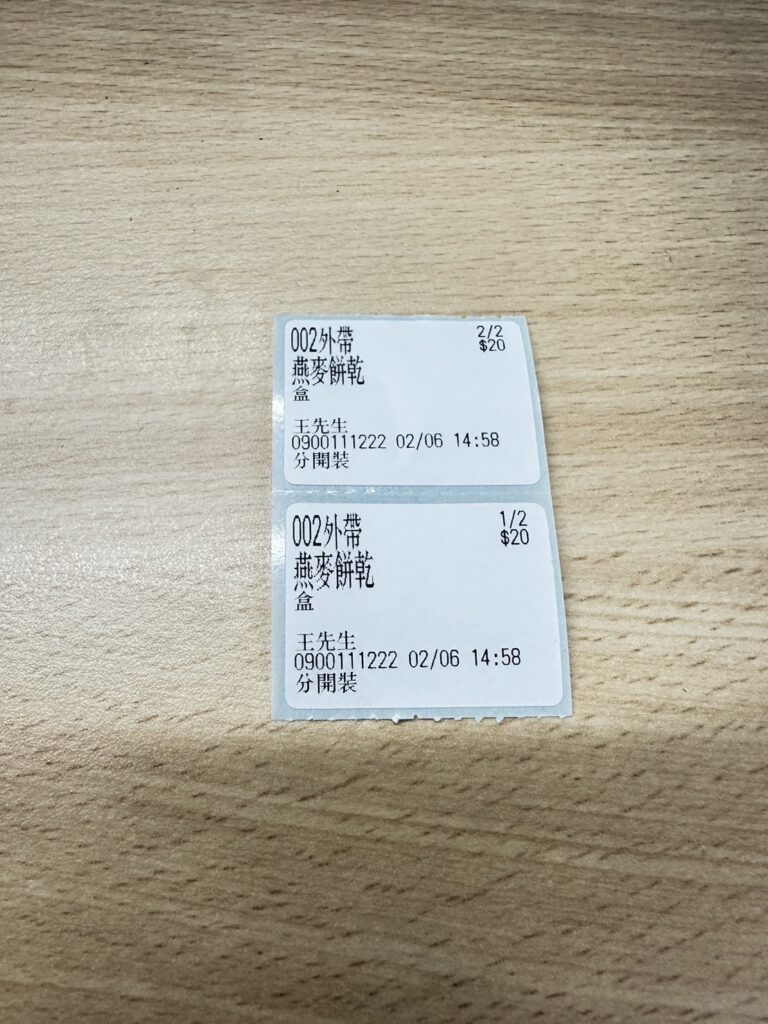 002外帶 2/2
$20
燕麥餅乾
盒
王先生
0900111222 02/06 14:58
分開裝
002外帶 1/2
$20
燕麥餅乾
盒
王先生
0900111222 02/06 14:58
分開裝